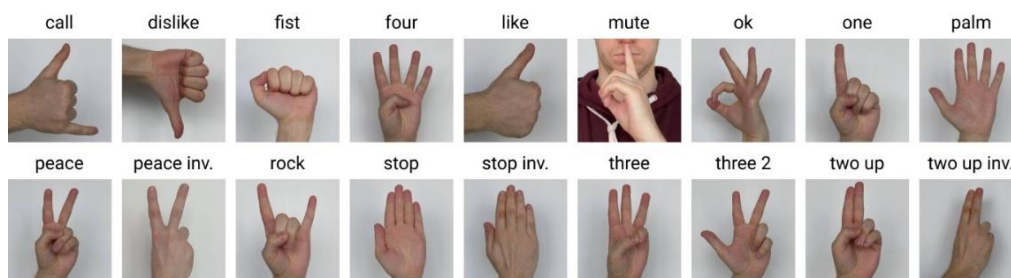 call dislike fist four like mute ok one palm
peace peace inv. rock stop stop inv. three three 2 two up two up inv.